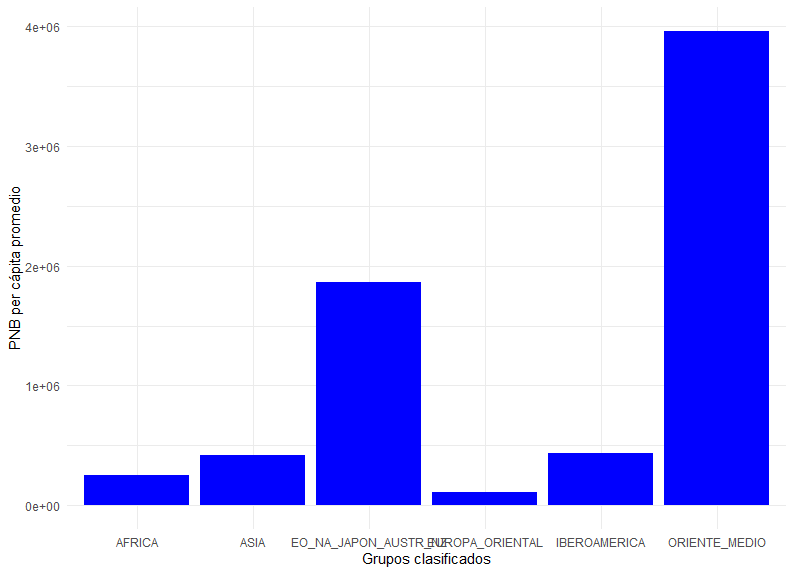 PNB per cápita promedio
4e+06
3e+06
2e+06
1e+06
0e+00
AFRICA
ASIA
EO_NA_JAPON_AUSTR_NZ
EUROPA_ORIENTAL
IBEROAMERICA
ORIENTE_MEDIO
Grupos clasificados